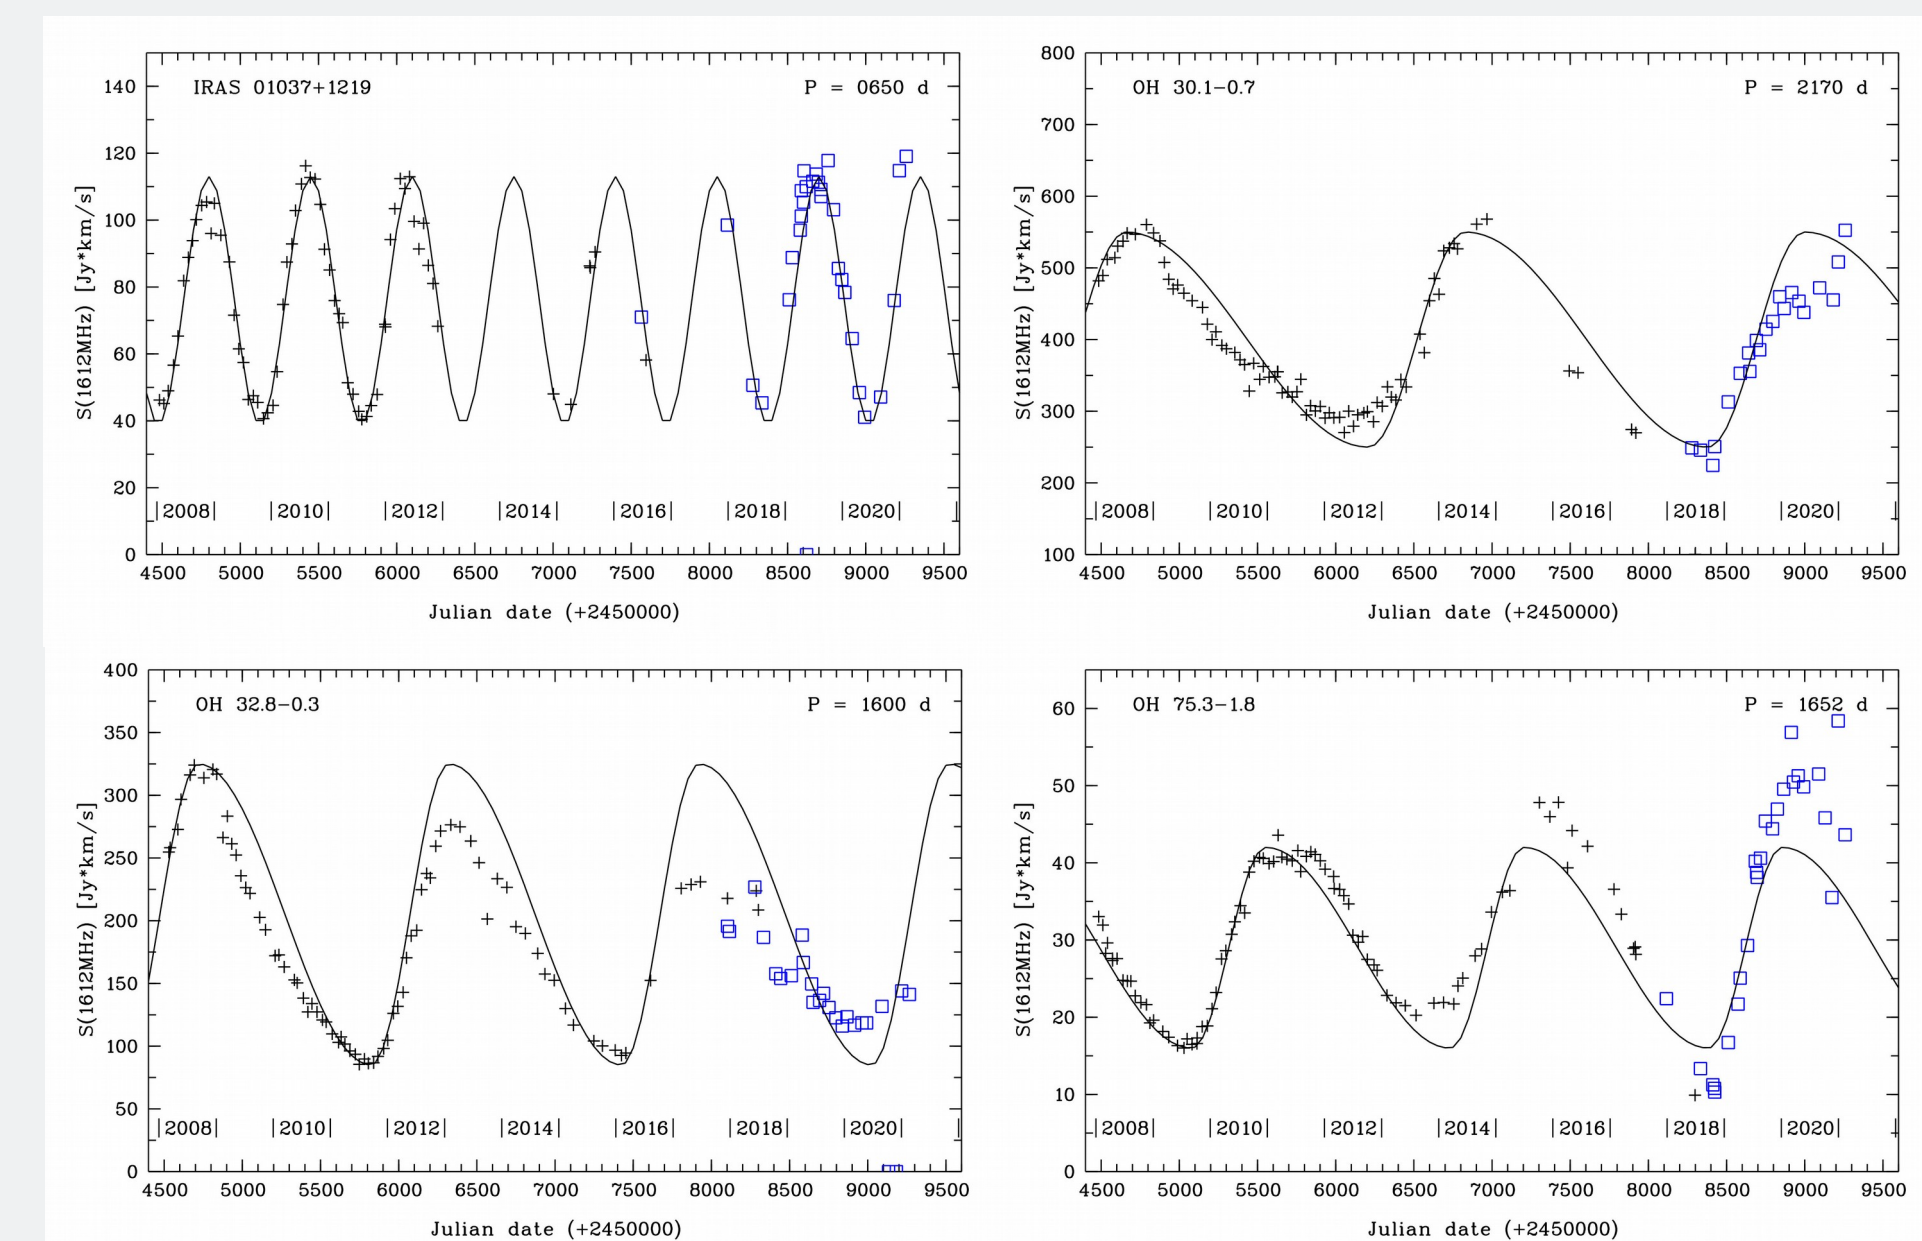 IRAS 01037+1219 P = 0650 d
S(1612MHz) [Jy*km/s]
140
120
100
80
60
40
20
0
|2008| |2010| |2012| |2014| |2016| |2018| |2020| |
4500 5000 5500 6000 6500 7000 7500 8000 8500 9000 9500
Julian date (+2450000)
OH 30.1−0.7 P = 2170 d
S(1612MHz) [Jy*km/s]
800
700
600
500
400
300
200
100
|2008| |2010| |2012| |2014| |2016| |2018| |2020| |
4500 5000 5500 6000 6500 7000 7500 8000 8500 9000 9500
Julian date (+2450000)
OH 32.8−0.3 P = 1600 d
S(1612MHz) [Jy*km/s]
400
350
300
250
200
150
100
50
0
|2008| |2010| |2012| |2014| |2016| |2018| |2020| |
4500 5000 5500 6000 6500 7000 7500 8000 8500 9000 9500
Julian date (+2450000)
OH 75.3−1.8 P = 1652 d
S(1612MHz) [Jy*km/s]
60
50
40
30
20
10
0
|2008| |2010| |2012| |2014| |2016| |2018| |2020| |
4500 5000 5500 6000 6500 7000 7500 8000 8500 9000 9500
Julian date (+2450000)